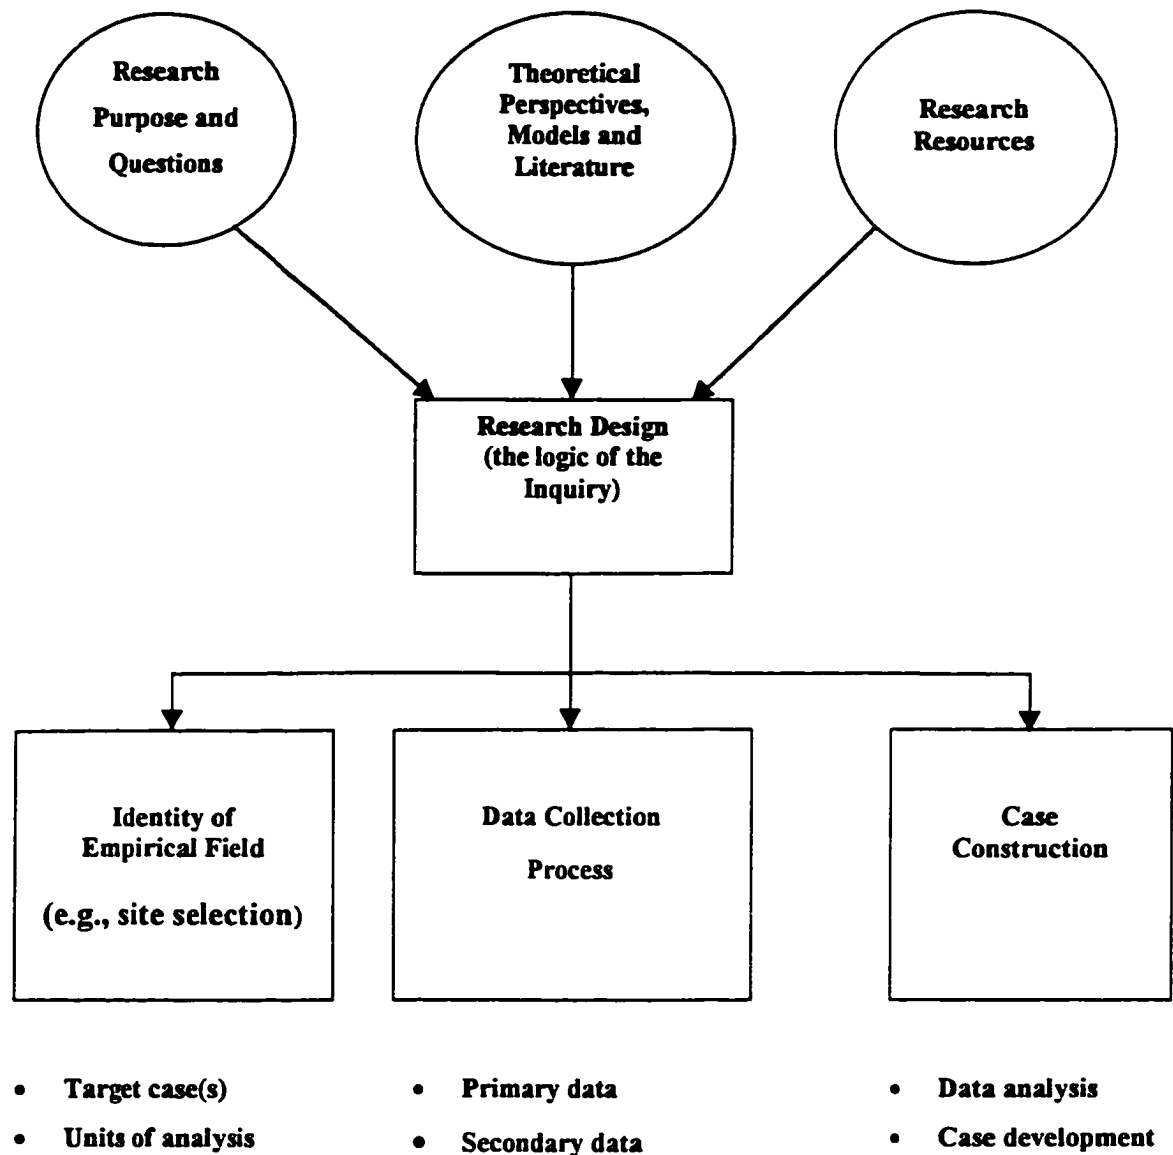 Research
Purpose and
Questions
Theoretical
Perspectives,
Models and
Literature
Research
Resources
Research Design
(the logic of the
Inquiry)
Identity of
Empirical Field
(e.g., site selection)
Data Collection
Process
Case
Construction
• Target case(s)
• Units of analysis
• Primary data
• Secondary data
• Data analysis
• Case development